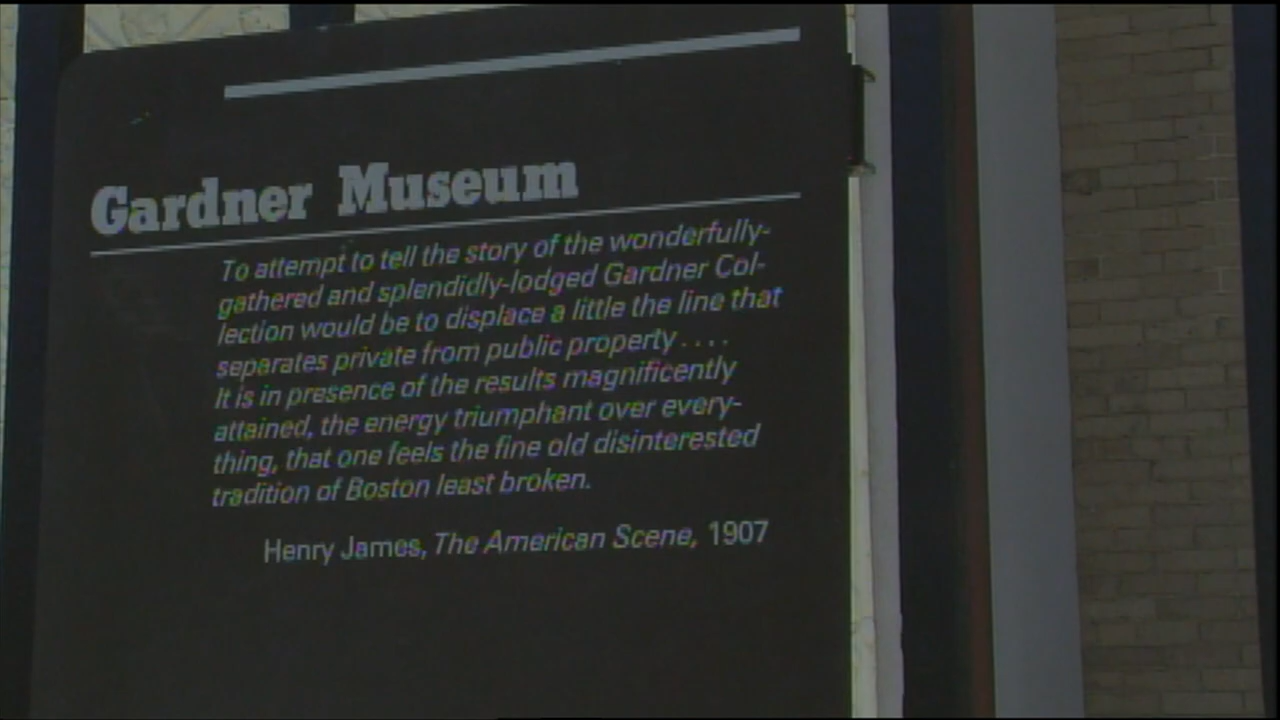 Gardner Museum
To attempt to tell the story of the wonderfully-
gathered and splendidly-lodged Gardner Col-
lection would be to displace a little the line that
separates private from public property . . . .
It is in presence of the results magnificently
attained, the energy triumphant over every-
thing, that one feels the fine old disinterested
tradition of Boston least broken.
Henry James, The American Scene, 1907